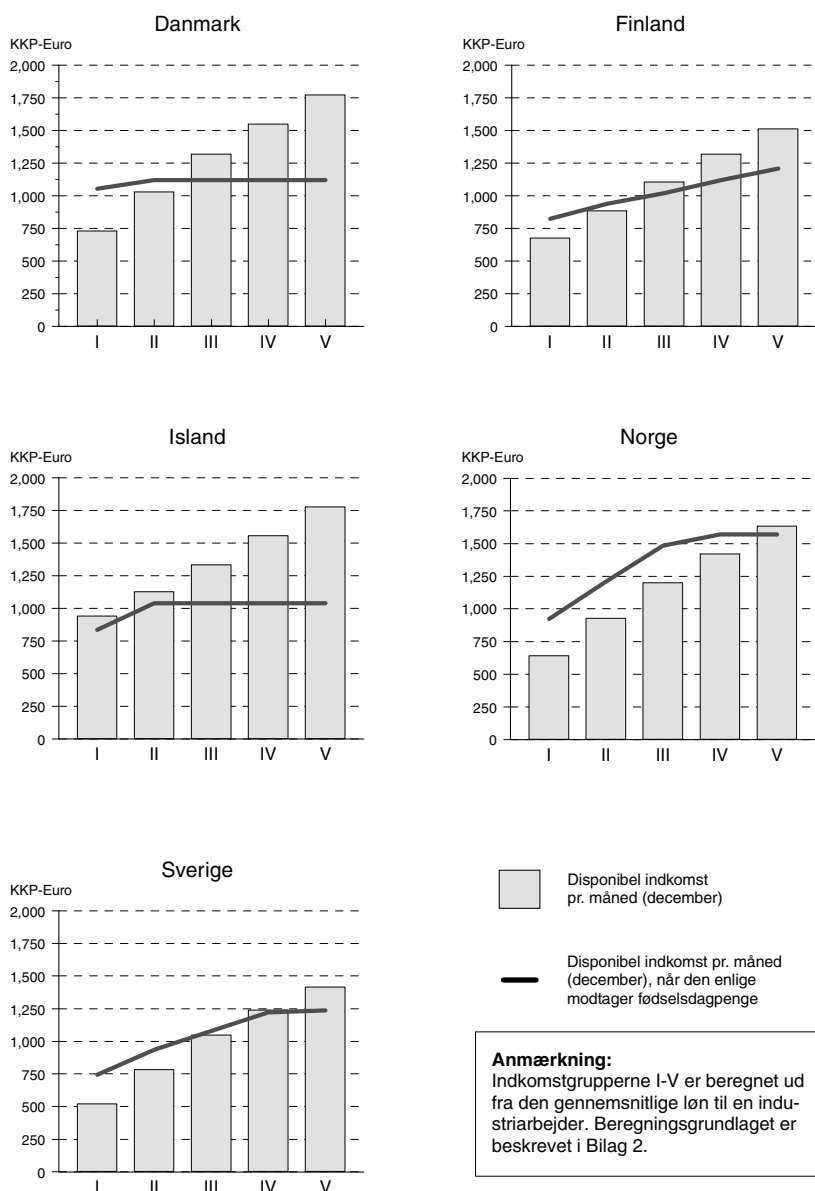 Danmark
KKP-Euro
2,000
1,750
1,500
1,250
1,000
750
500
250
0
I II III IV V
Finland
KKP-Euro
2,000
1,750
1,500
1,250
1,000
750
500
250
0
I II III IV V
Island
KKP-Euro
2,000
1,750
1,500
1,250
1,000
750
500
250
0
I II III IV V
Norge
KKP-Euro
2,000
1,750
1,500
1,250
1,000
750
500
250
0
I II III IV V
Sverige
KKP-Euro
2,000
1,750
1,500
1,250
1,000
750
500
250
0
I II III IV V
Disponibel indkomst
pr. måned (december)
Disponibel indkomst pr. måned
(december), når den enlige
modtager fødselsdagpenge
Anmærkning:
Indkomstgrupperne I-V er beregnet ud
fra den gennemsnitlige løn til en indu-
striarbejder. Beregningsgrundlaget er
beskrevet i Bilag 2.